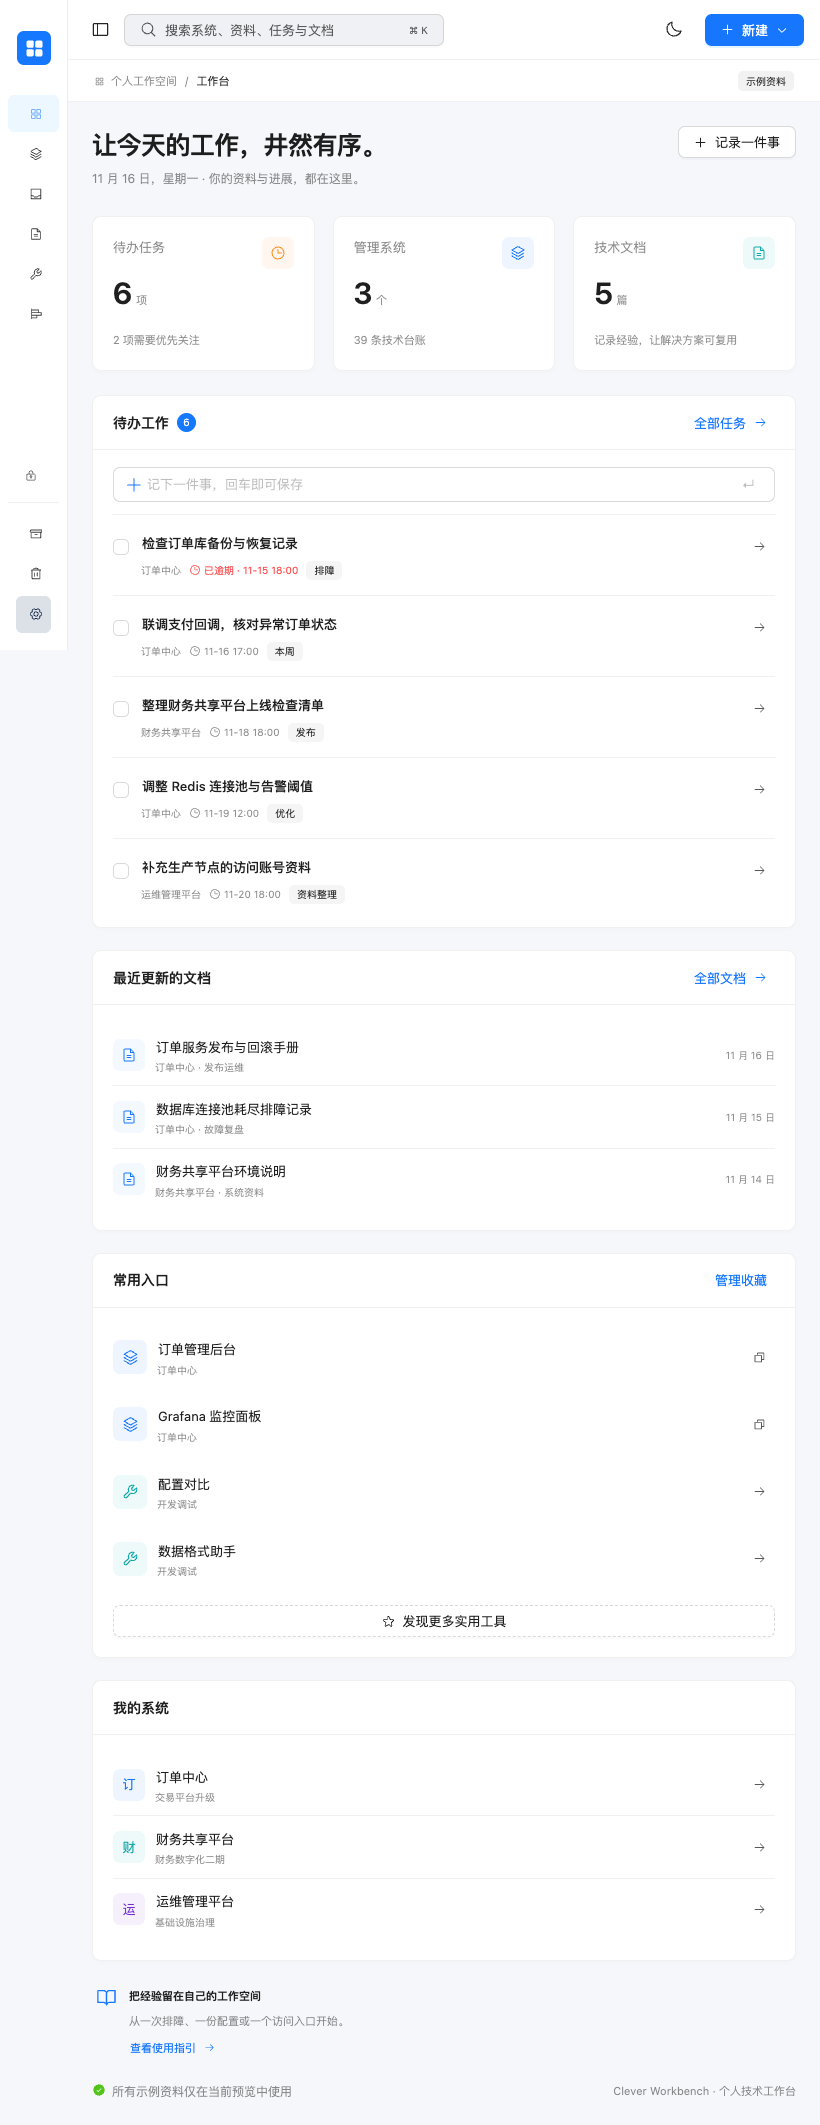 搜索系统、资料、任务与文档 ⌘ K
新建
个人工作空间 / 工作台
示例资料
让今天的工作，井然有序。
记录一件事
11 月 16 日，星期一 · 你的资料与进展，都在这里。
待办任务
6 项
2 项需要优先关注
管理系统
3 个
39 条技术台账
技术文档
5 篇
记录经验，让解决方案可复用
待办工作 6
全部任务
记下一件事，回车即可保存
检查订单库备份与恢复记录
订单中心 已逾期 · 11-15 18:00 排障
联调支付回调，核对异常订单状态
订单中心 11-16 17:00 本周
整理财务共享平台上线检查清单
财务共享平台 11-18 18:00 发布
调整 Redis 连接池与告警阈值
订单中心 11-19 12:00 优化
补充生产节点的访问账号资料
运维管理平台 11-20 18:00 资料整理
最近更新的文档
全部文档
订单服务发布与回滚手册
订单中心 · 发布运维
11 月 16 日
数据库连接池耗尽排障记录
订单中心 · 故障复盘
11 月 15 日
财务共享平台环境说明
财务共享平台 · 系统资料
11 月 14 日
常用入口
管理收藏
订单管理后台
订单中心
Grafana 监控面板
订单中心
配置对比
开发调试
数据格式助手
开发调试
发现更多实用工具
我的系统
订 订单中心
交易平台升级
财 财务共享平台
财务数字化二期
运 运维管理平台
基础设施治理
把经验留在自己的工作空间
从一次排障、一份配置或一个访问入口开始。
查看使用指引
所有示例资料仅在当前预览中使用
Clever Workbench · 个人技术工作台